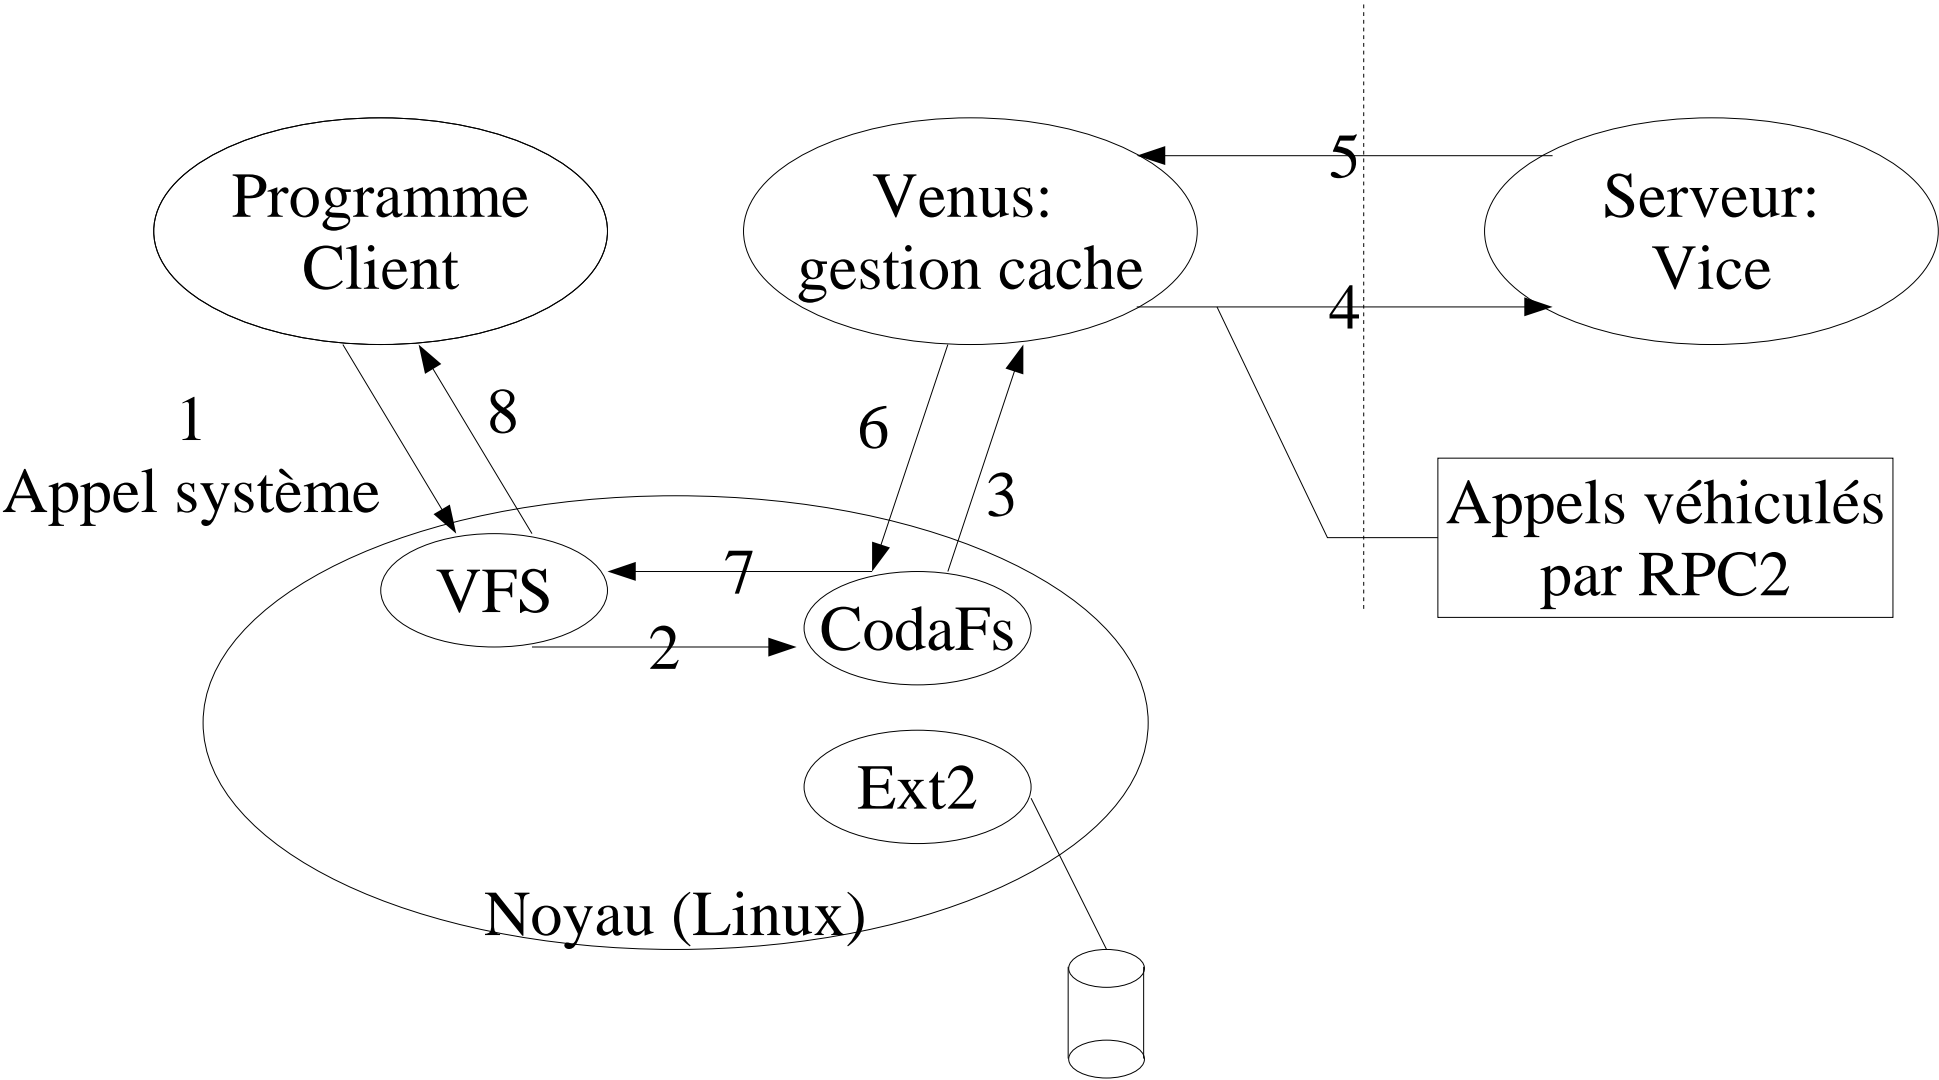 Programme
Client
Venus:
gestion cache
Serveur:
Vice
5
4
1
Appel système
8
6
3
Appels véhiculés
par RPC2
VFS
7
2
CodaFs
Ext2
Noyau (Linux)